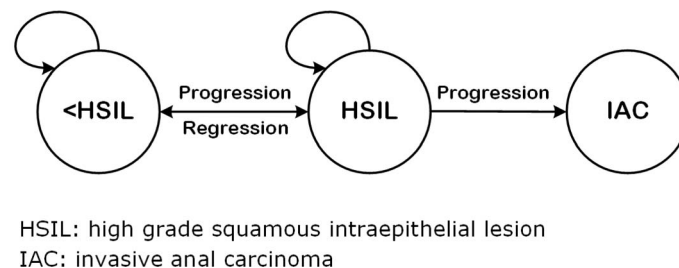 <HSIL
Progression
Regression
HSIL
Progression
IAC
HSIL: high grade squamous intraepithelial lesion
IAC: invasive anal carcinoma